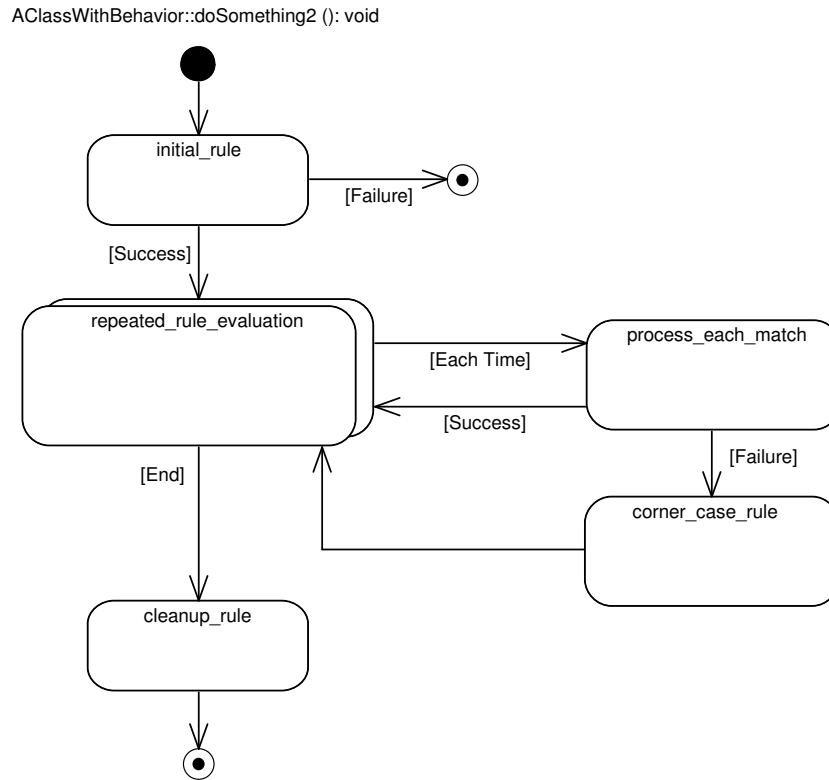 AClassWithBehavior::doSomething2 (): void
initial_rule
[Failure]
[Success]
repeated_rule_evaluation
process_each_match
[Each Time]
[Success]
[End]
[Failure]
corner_case_rule
cleanup_rule